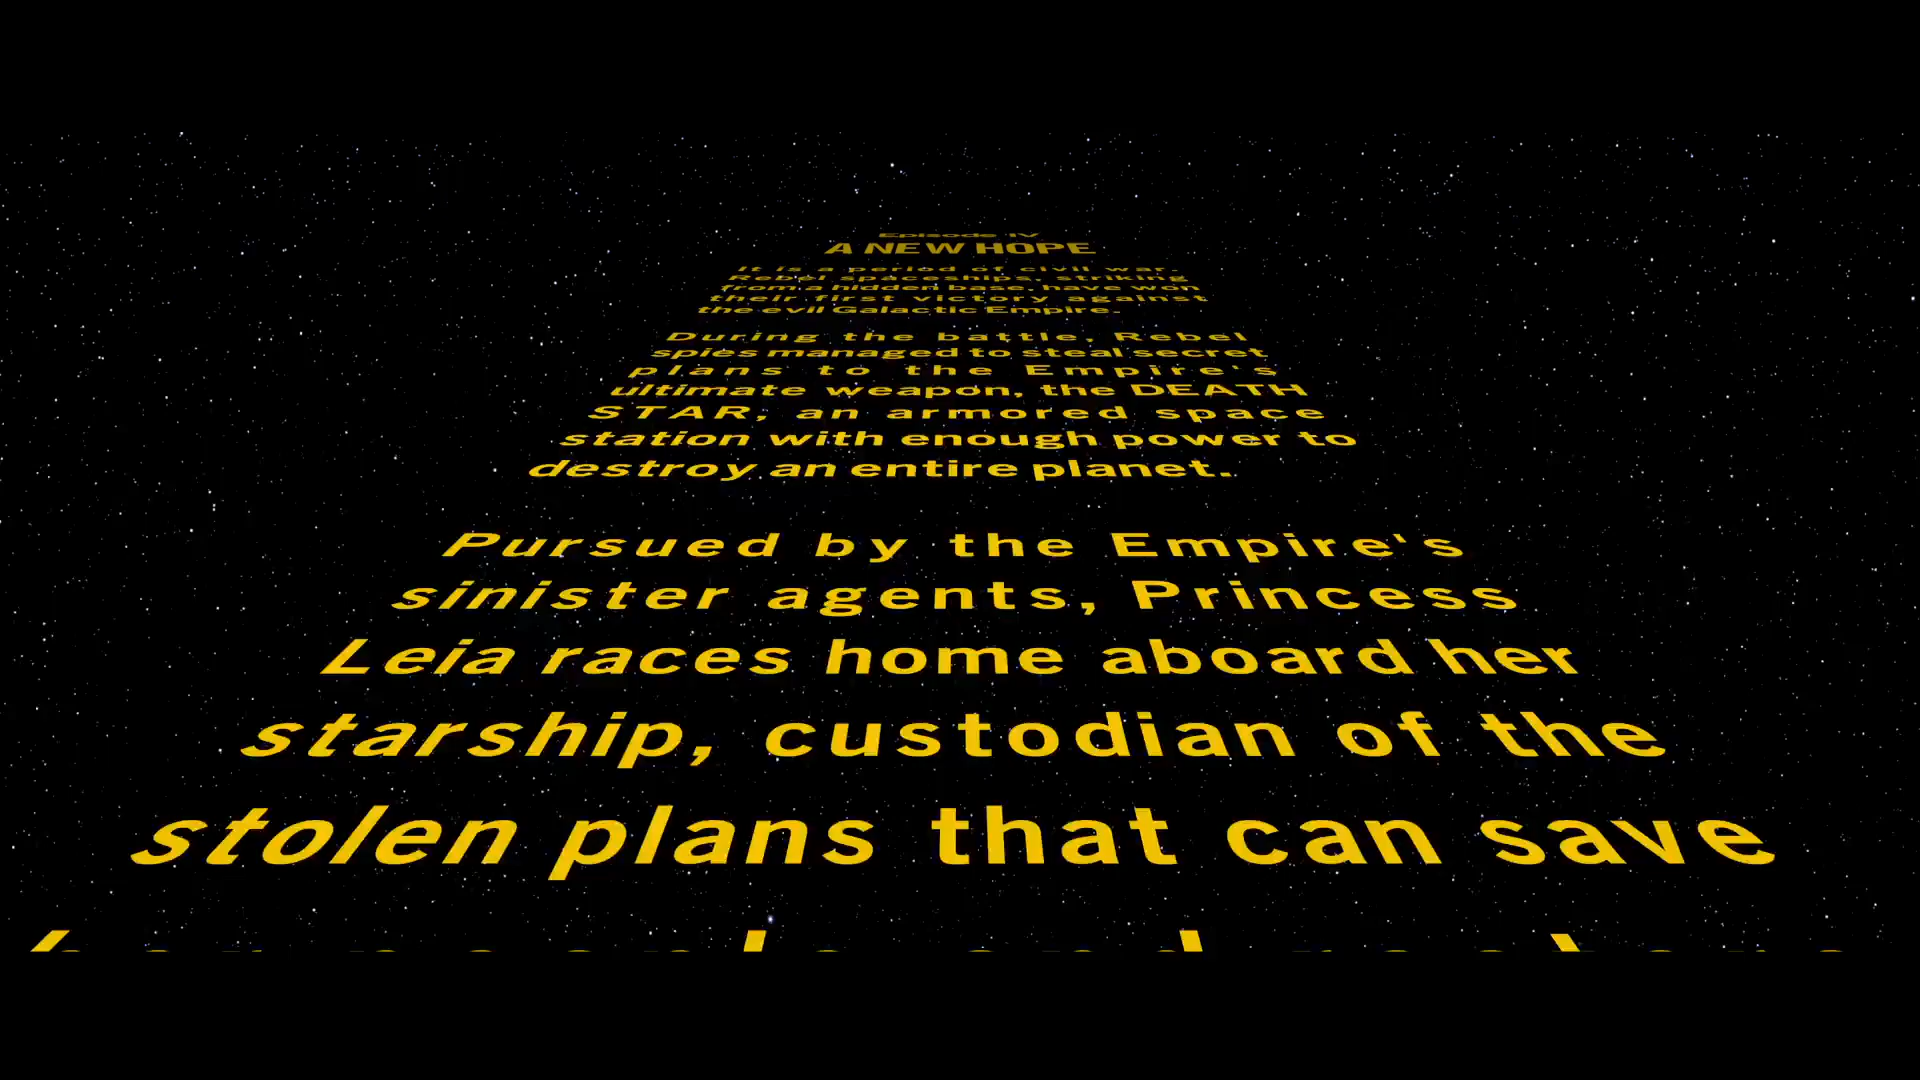 Episode IV
A NEW HOPE
It is a period of civil war.
Rebel spaceships, striking
from a hidden base, have won
their first victory against
the evil Galactic Empire.
During the battle, Rebel
spies managed to steal secret
plans to the Empire's
ultimate weapon, the DEATH
STAR, an armored space
station with enough power to
destroy an entire planet.
Pursued by the Empire's
sinister agents, Princess
Leia races home aboard her
starship, custodian of the
stolen plans that can save